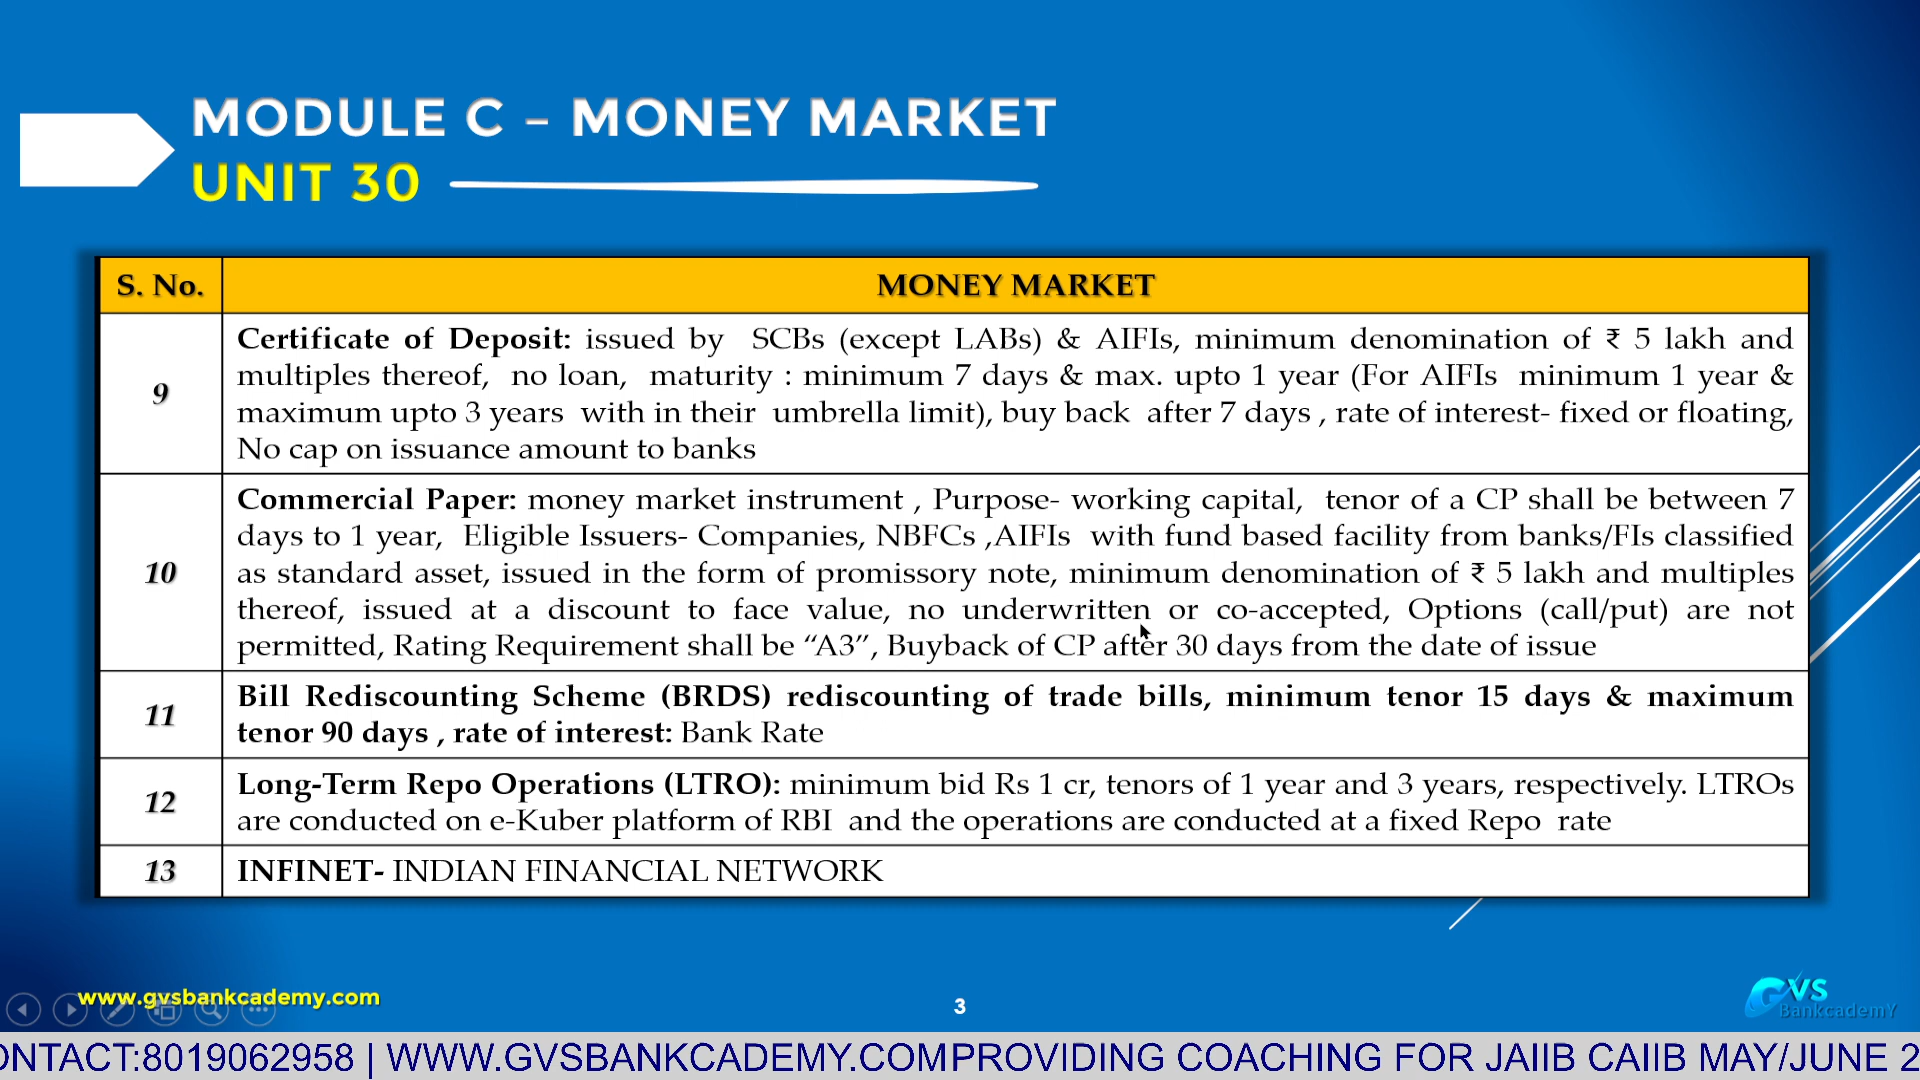 MODULE C – MONEY MARKET
UNIT 30
S. No. MONEY MARKET
9
Certificate of Deposit: issued by SCBs (except LABs) & AIFIs, minimum denomination of ₹ 5 lakh and
multiples thereof, no loan, maturity : minimum 7 days & max. upto 1 year (For AIFIs minimum 1 year &
maximum upto 3 years with in their umbrella limit), buy back after 7 days , rate of interest- fixed or floating,
No cap on issuance amount to banks
10
Commercial Paper: money market instrument , Purpose- working capital, tenor of a CP shall be between 7
days to 1 year, Eligible Issuers- Companies, NBFCs ,AIFIs with fund based facility from banks/FIs classified
as standard asset, issued in the form of promissory note, minimum denomination of ₹ 5 lakh and multiples
thereof, issued at a discount to face value, no underwritten or co-accepted, Options (call/put) are not
permitted, Rating Requirement shall be “A3”, Buyback of CP after 30 days from the date of issue
11
Bill Rediscounting Scheme (BRDS) rediscounting of trade bills, minimum tenor 15 days & maximum
tenor 90 days , rate of interest: Bank Rate
12
Long-Term Repo Operations (LTRO): minimum bid Rs 1 cr, tenors of 1 year and 3 years, respectively. LTROs
are conducted on e-Kuber platform of RBI and the operations are conducted at a fixed Repo rate
13
INFINET- INDIAN FINANCIAL NETWORK
www.gvsbankcademy.com
3
GVS
BankcademY
ONTACT:8019062958 | WWW.GVSBANKCADEMY.COMPROVIDING COACHING FOR JAIIB CAIIB MAY/JUNE 2